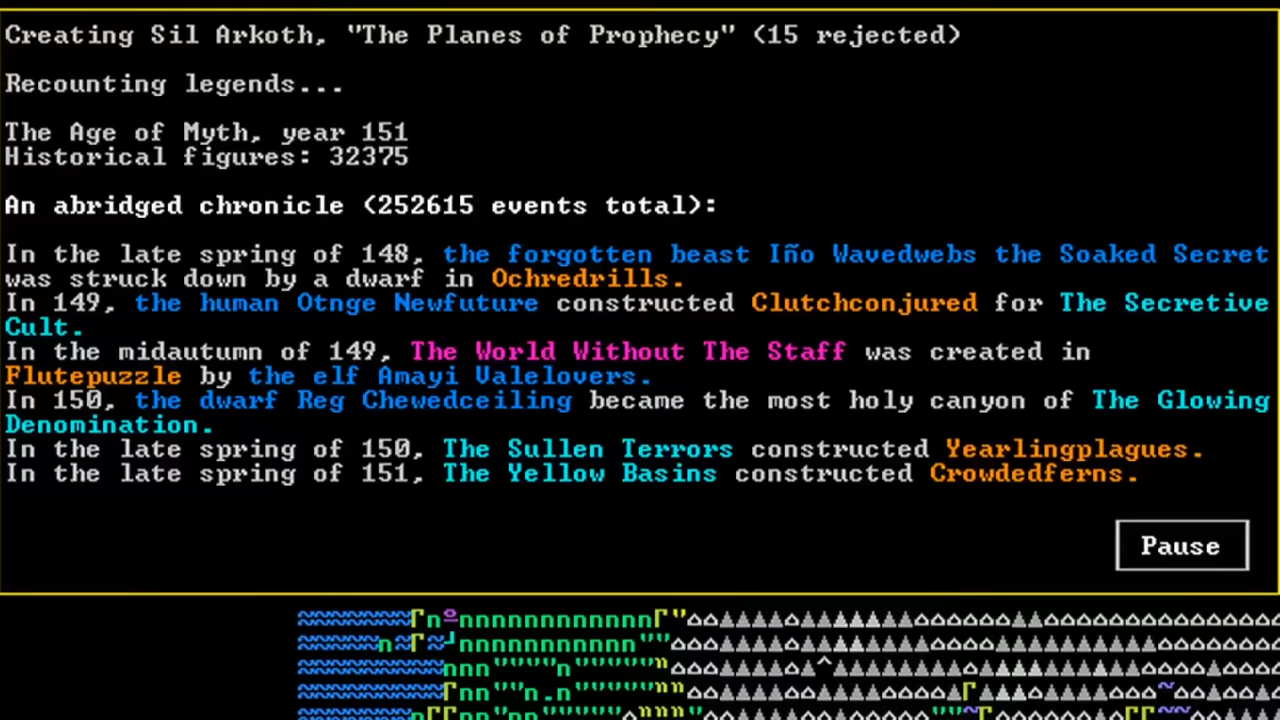 Creating Sil Arkoth, "The Planes of Prophecy" (15 rejected)
Recounting legends...
The Age of Myth, year 151
Historical figures: 32375
An abridged chronicle (252615 events total):
In the late spring of 148, the forgotten beast Iño Wavedwebs the Soaked Secret
was struck down by a dwarf in Ochredrills.
In 149, the human Otnge Newfuture constructed Clutchconjured for The Secretive
Cult.
In the midautumn of 149, The World Without The Staff was created in
Flutepuzzle by the elf Amayi Valelovers.
In 150, the dwarf Reg Chewedceiling became the most holy canyon of The Glowing
Denomination.
In the late spring of 150, The Sullen Terrors constructed Yearlingplagues.
In the late spring of 151, The Yellow Basins constructed Crowdedferns.
Pause